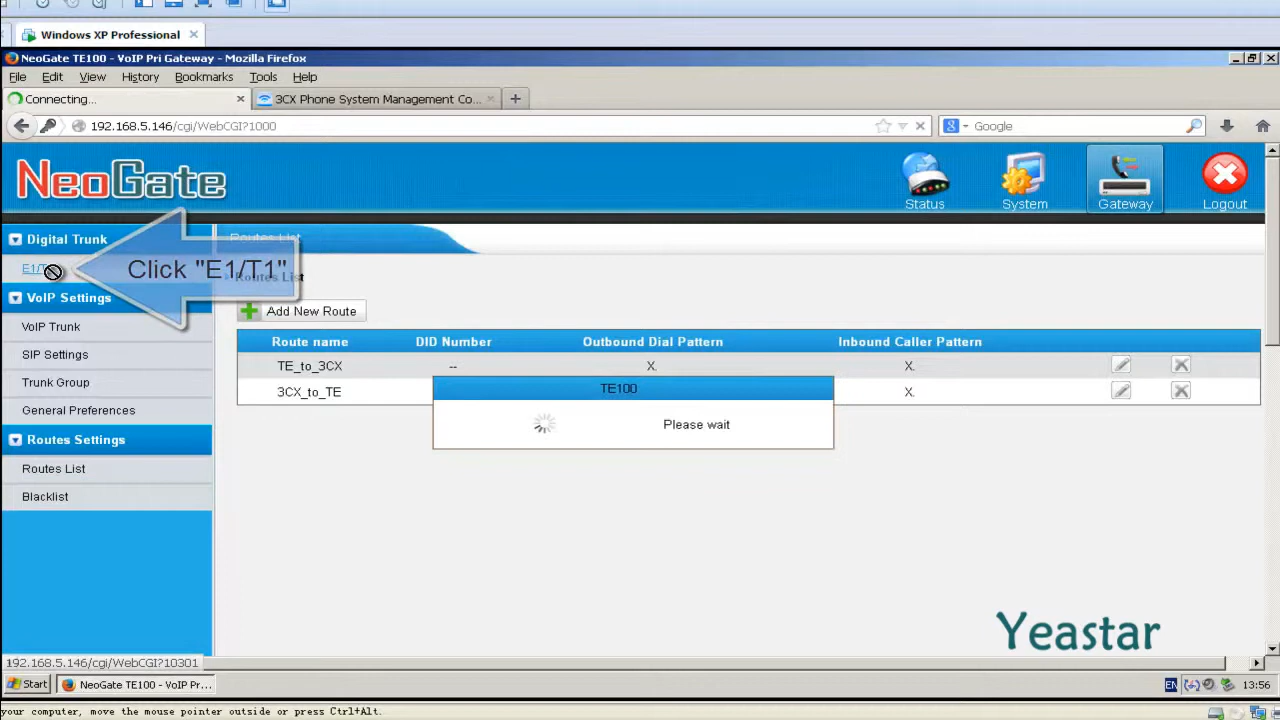 Windows XP Professional
NeoGate TE100 - VoIP Pri Gateway - Mozilla Firefox
File Edit View History Bookmarks Tools Help
Connecting... 3CX Phone System Management Co...
192.168.5.146/cgi/WebCGI?1000 Google
NeoGate
Status System Gateway Logout
Digital Trunk
Routes List
E1/T
Click "E1/T1"
Routes List
VoIP Settings
Add New Route
VoIP Trunk
SIP Settings
Trunk Group
General Preferences
Routes Settings
Routes List
Blacklist
Route name DID Number Outbound Dial Pattern Inbound Caller Pattern
TE_to_3CX -- X. X.
3CX_to_TE X.
TE100
Please wait
Yeastar
192.168.5.146/cgi/WebCGI?10301
Start NeoGate TE100 - VoIP Pr... EN 13:56
your computer, move the mouse pointer outside or press Ctrl+Alt.